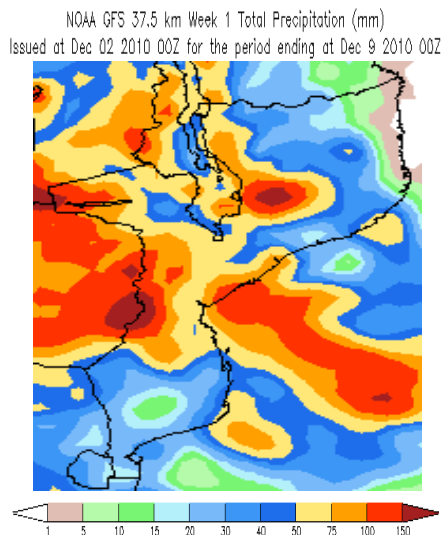 NOAA GFS 37.5 km Week 1 Total Precipitation (mm)
Issued at Dec 02 2010 00Z for the period ending at Dec 9 2010 00Z
1 5 10 15 20 30 40 50 75 100 150